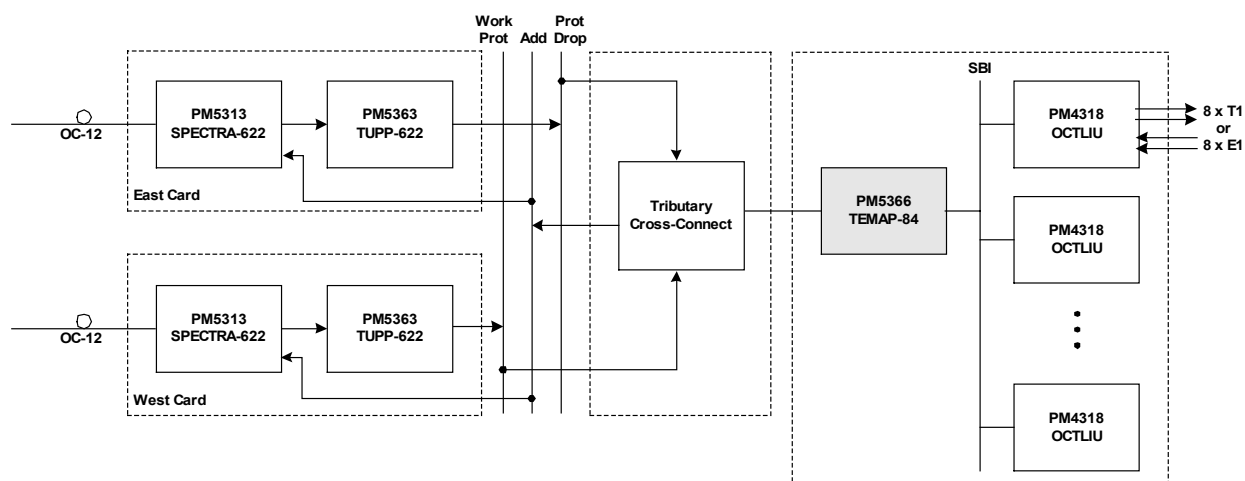 Work
Prot
Add
Prot
Drop
OC-12
PM5313
SPECTRA-622
PM5363
TUPP-622
East Card
OC-12
PM5313
SPECTRA-622
PM5363
TUPP-622
West Card
Tributary
Cross-Connect
PM5366
TEMAP-84
SBI
PM4318
OCTLIU
8 x T1
or
8 x E1
PM4318
OCTLIU
PM4318
OCTLIU